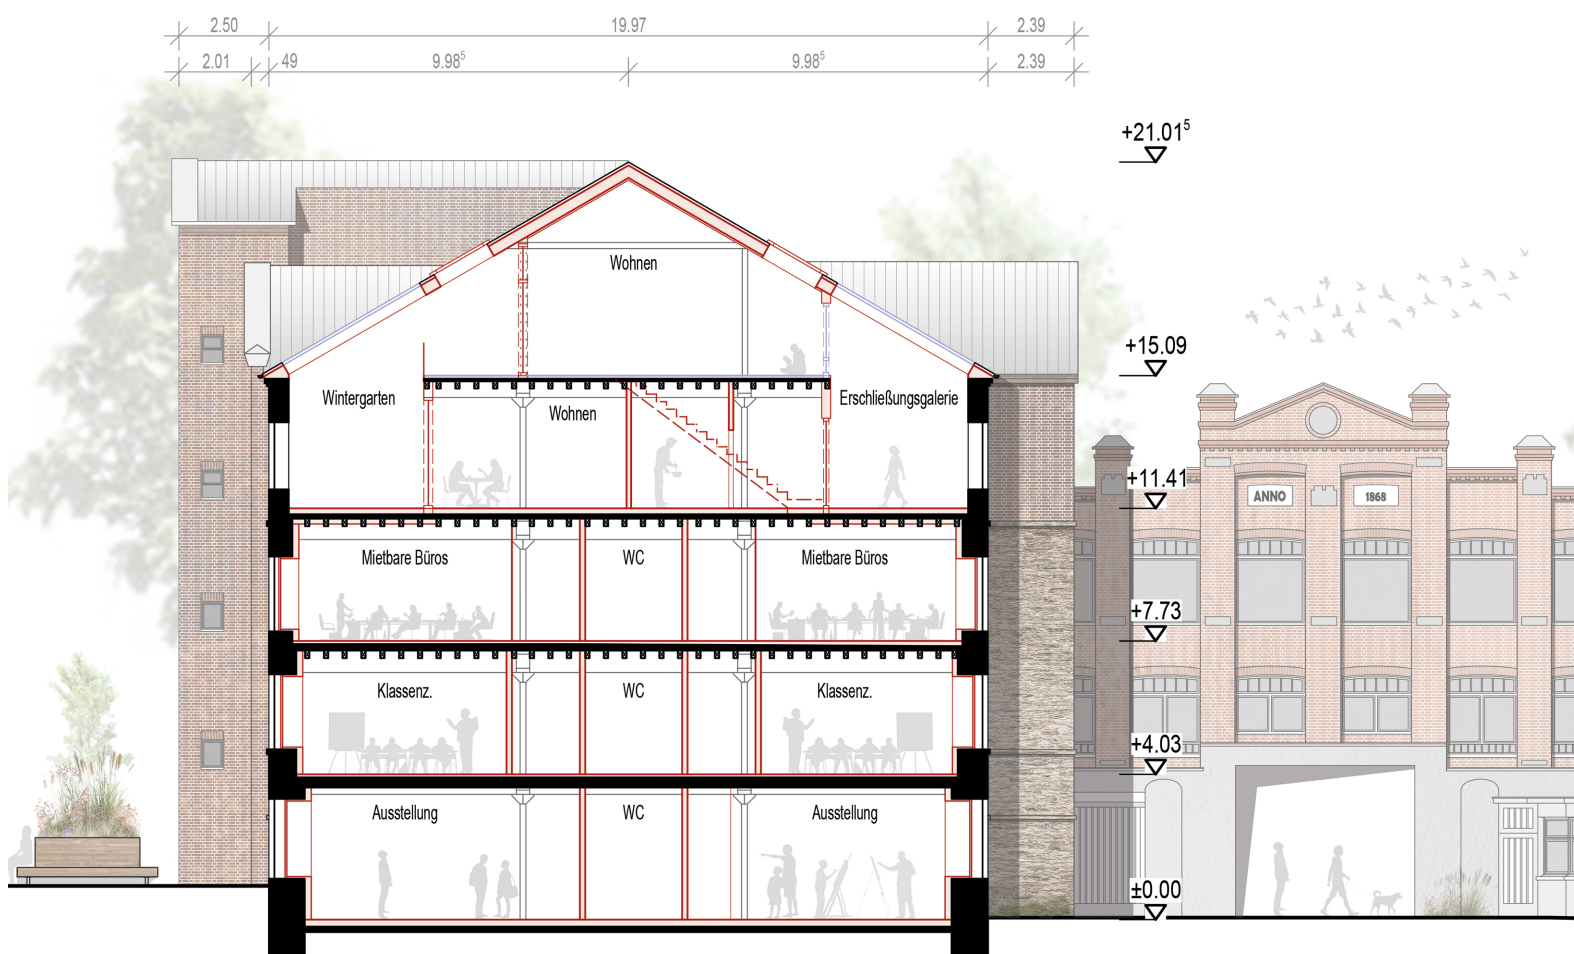 2.50 19.97 2.39
2.01 49 9.98⁵ 9.98⁵ 2.39
+21.01⁵
Wohnen
+15.09
Wintergarten Wohnen Erschließungsgalerie
+11.41
ANNO 1868
Mietbare Büros WC Mietbare Büros
+7.73
Klassenz. WC Klassenz.
+4.03
Ausstellung WC Ausstellung
±0.00